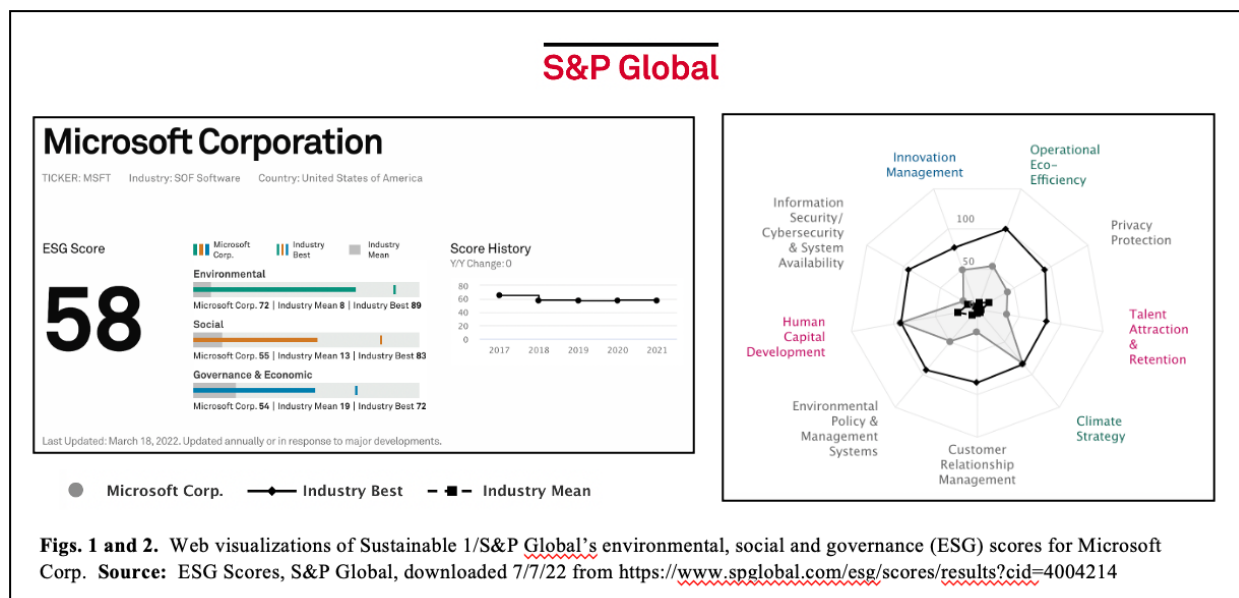 S&P Global
Microsoft Corporation
TICKER: MSFT Industry: SOF Software Country: United States of America
ESG Score
58
Microsoft Corp.
Industry Best
Industry Mean
Environmental
Microsoft Corp. 72 | Industry Mean 8 | Industry Best 89
Social
Microsoft Corp. 55 | Industry Mean 13 | Industry Best 83
Governance & Economic
Microsoft Corp. 54 | Industry Mean 19 | Industry Best 72
Score History
Y/Y Change: 0
80
60
40
20
0
2017 2018 2019 2020 2021
Last Updated: March 18, 2022. Updated annually or in response to major developments.
Innovation
Management
Operational
Eco-
Efficiency
Information
Security/
Cybersecurity
& System
Availability
100
50
Privacy
Protection
Human
Capital
Development
Talent
Attraction
&
Retention
Environmental
Policy &
Management
Systems
Customer
Relationship
Management
Climate
Strategy
Microsoft Corp. Industry Best Industry Mean
Figs. 1 and 2. Web visualizations of Sustainable 1/S&P Global's environmental, social and governance (ESG) scores for Microsoft
Corp. Source: ESG Scores, S&P Global, downloaded 7/7/22 from https://www.spglobal.com/esg/scores/results?cid=4004214